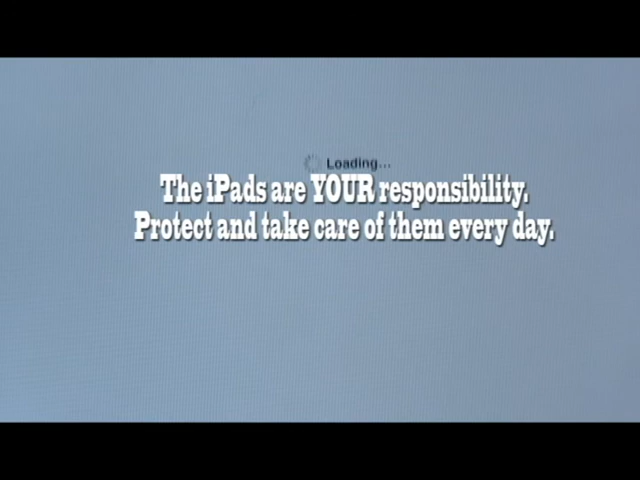 Loading...
The iPads are YOUR responsibility.
Protect and take care of them every day.